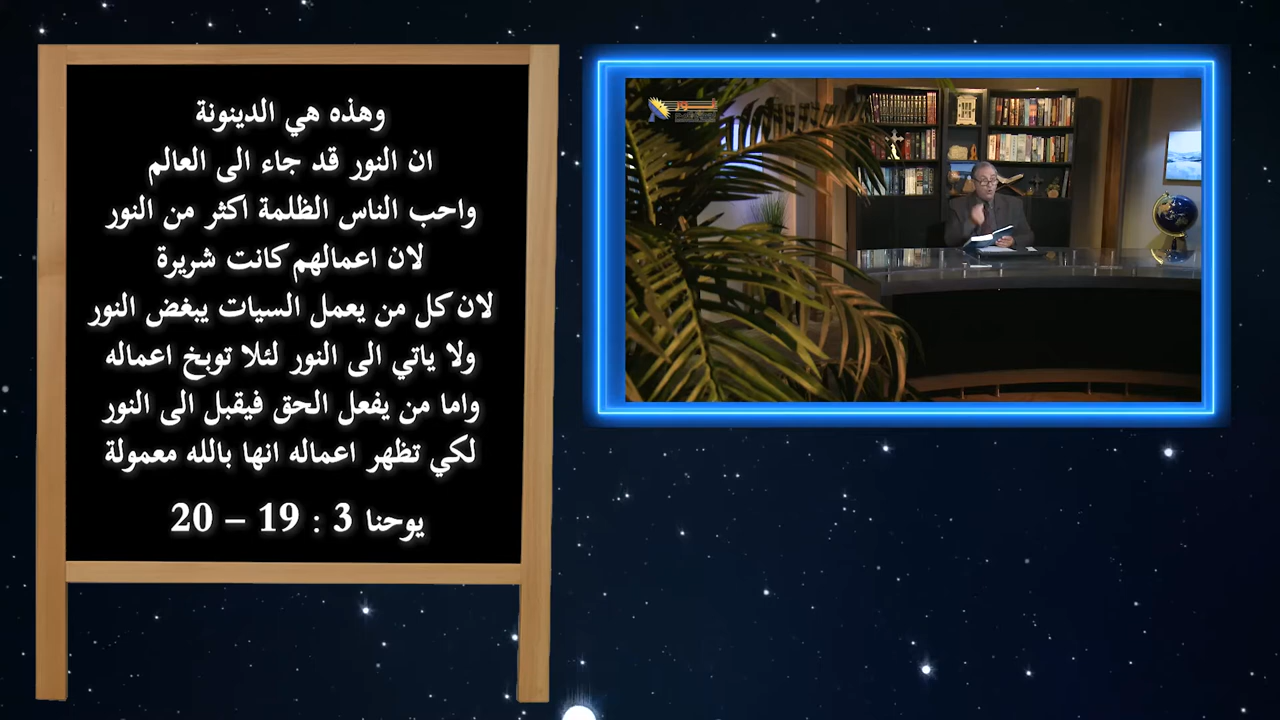 وهذه هي الدينونة
ان النور قد جاء الى العالم
واحب الناس الظلمة اكثر من النور
لان اعمالهم كانت شريرة
لان كل من يعمل السيات يبغض النور
ولا ياتي الى النور لئلا توبخ اعماله
واما من يفعل الحق فيقبل الى النور
لكي تظهر اعماله انها بالله معمولة
يوحنا 3 : 19 – 20
نور